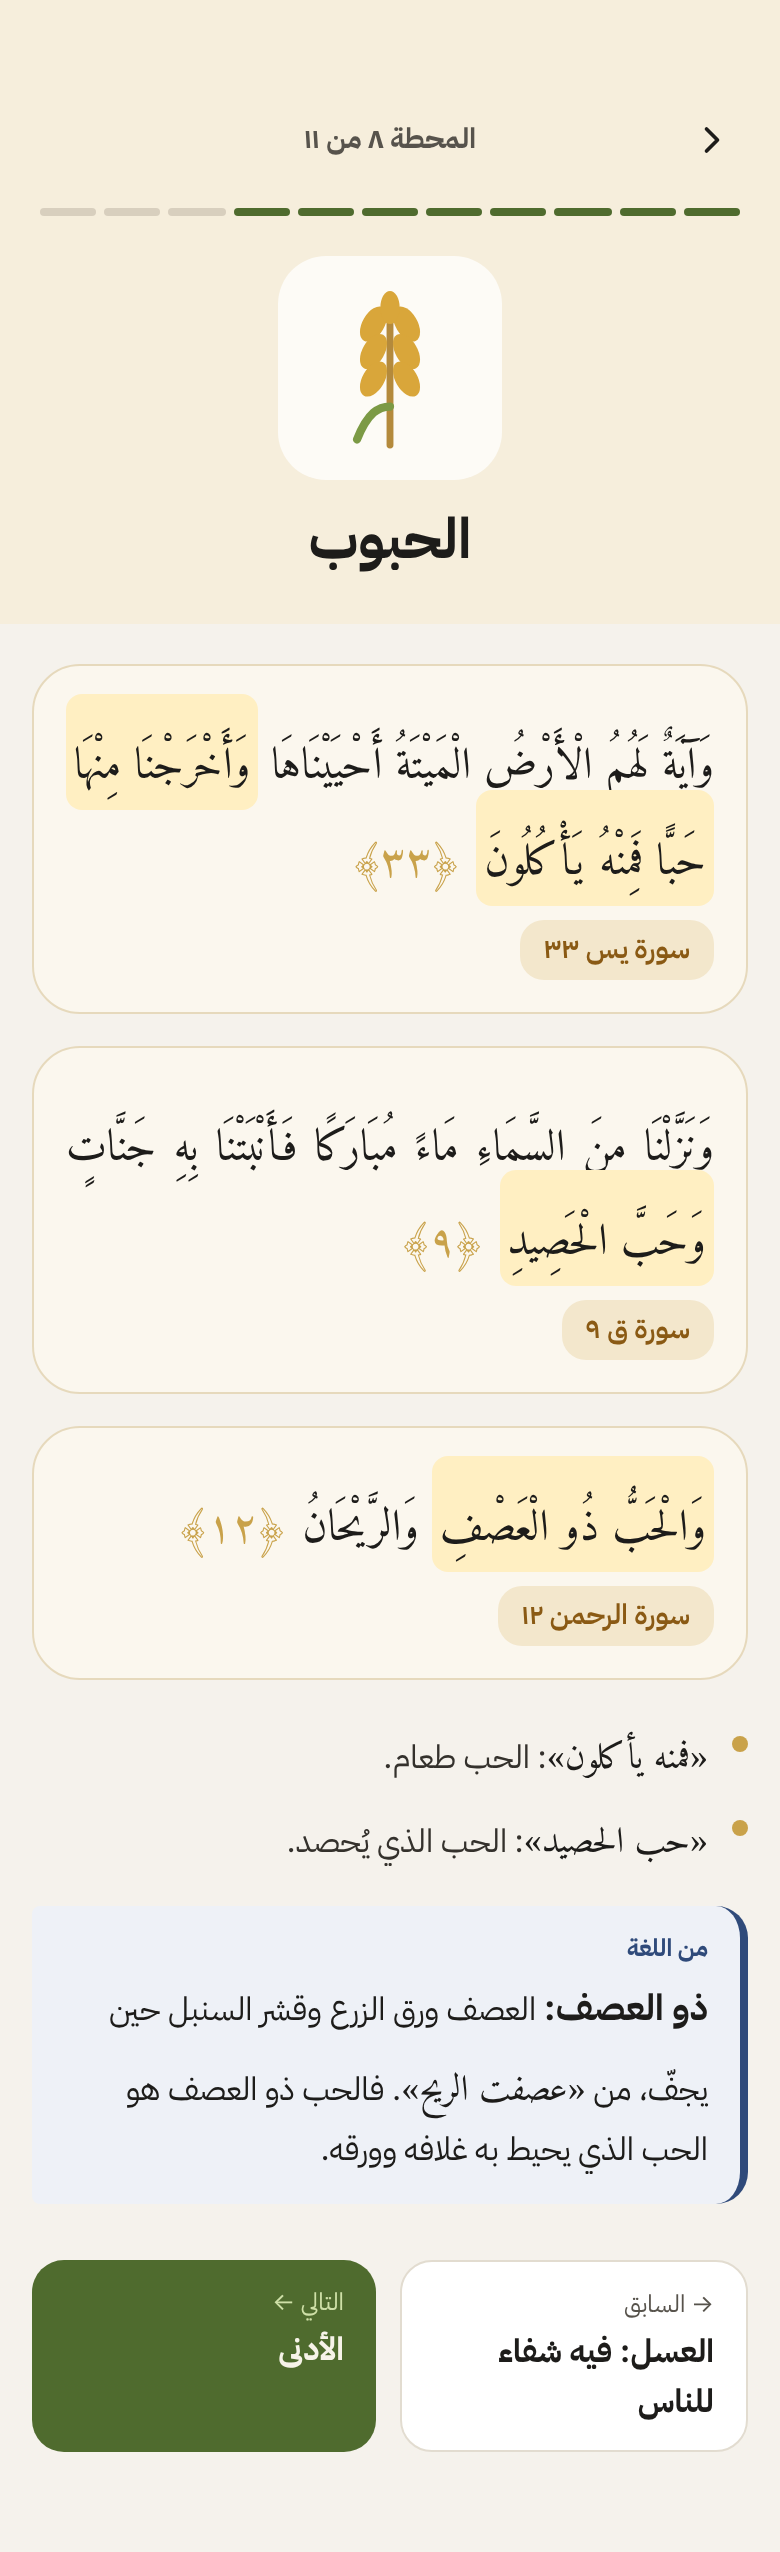 المحطة ٨ من ١١
الحبوب
وَآيَةٌ لَهُمُ الْأَرْضُ الْمَيْتَةُ أَحْيَيْنَاهَا وَأَخْرَجْنَا مِنْهَا
حَبًّا فَمِنْهُ يَأْكُلُونَ ﴿٣٣﴾
سورة يس ٣٣
وَنَزَّلْنَا مِنَ السَّمَاءِ مَاءً مُبَارَكًا فَأَنْبَتْنَا بِهِ جَنَّاتٍ
وَحَبَّ الْحَصِيدِ ﴿٩﴾
سورة ق ٩
وَالْحَبُّ ذُو الْعَصْفِ وَالرَّيْحَانُ ﴿١٢﴾
سورة الرحمن ١٢
«فمنه يأكلون»: الحب طعام.
«حب الحصيد»: الحب الذي يُحصد.
من اللغة
ذو العصف: العصف ورق الزرع وقشر السنبل حين
يجفّ، من «عصفت الريح». فالحب ذو العصف هو
الحب الذي يحيط به غلافه وورقه.
→ السابق
العسل: فيه شفاء
للناس
التالي ←
الأدنى